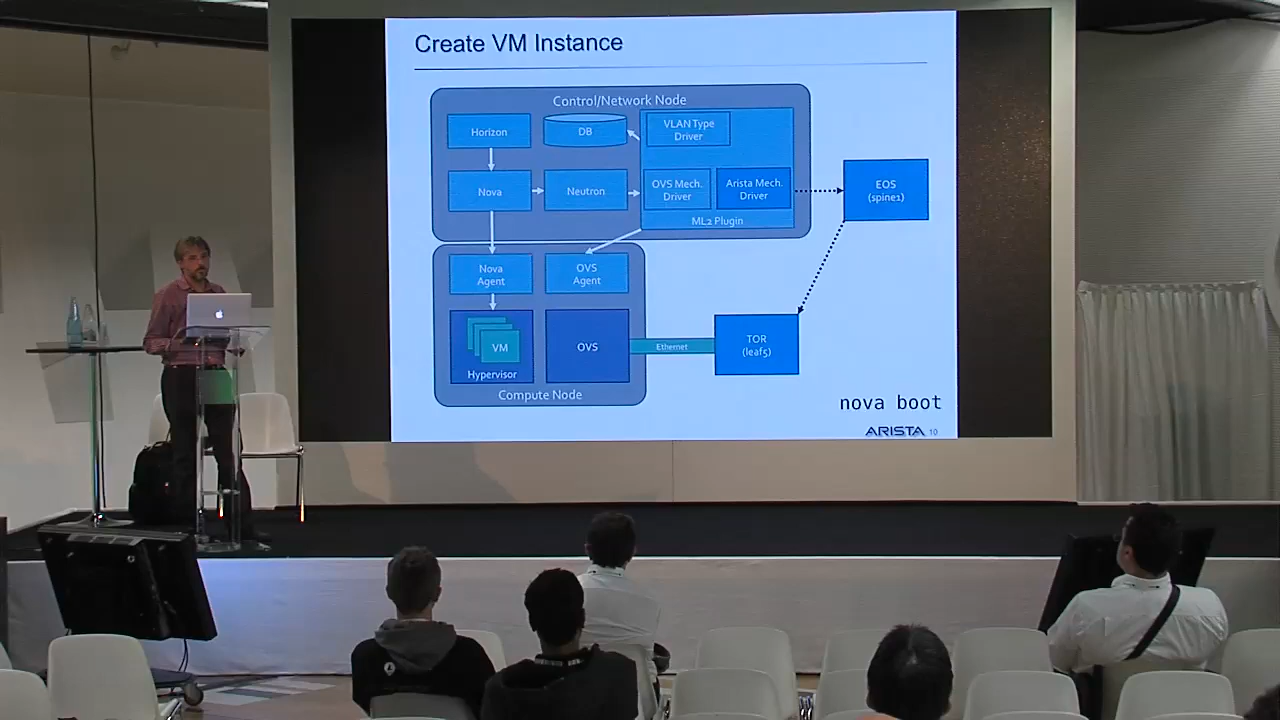 Create VM Instance
Control/Network Node
Horizon
DB
VLAN Type
Driver
Nova
Neutron
OVS Mech.
Driver
Arista Mech.
Driver
ML2 Plugin
EOS
(spine1)
Nova
Agent
OVS
Agent
VM
Hypervisor
OVS
Ethernet
TOR
(leaf5)
Compute Node
nova boot
ARISTA 10